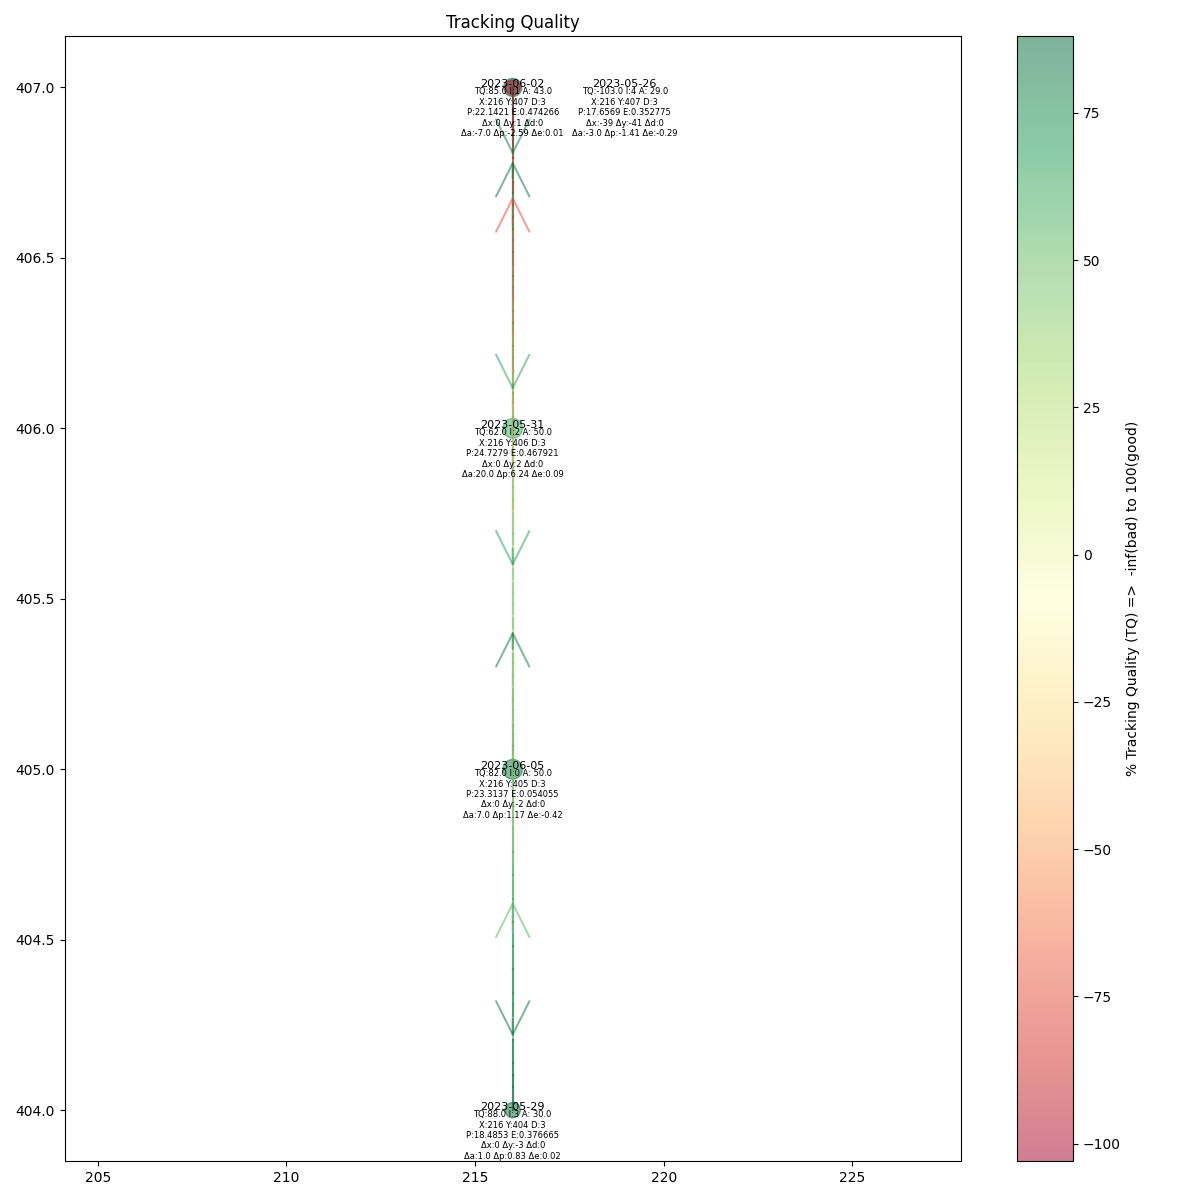 Tracking Quality
407.0
406.5
406.0
405.5
405.0
404.5
404.0
205
210
215
220
225
2023-06-02
TQ:85.0 I:1 A: 43.0
X:216 Y:407 D:3
P:22.1421 E:0.474266
Δx:0 Δy:1 Δd:0
Δa:-7.0 Δp:-2.59 Δe:0.01
2023-05-26
TQ:-103.0 I:4 A: 29.0
X:216 Y:407 D:3
P:17.6569 E:0.352775
Δx:-39 Δy:-41 Δd:0
Δa:-3.0 Δp:-1.41 Δe:-0.29
2023-05-31
TQ:62.0 I:2 A: 50.0
X:216 Y:406 D:3
P:24.7279 E:0.467921
Δx:0 Δy:2 Δd:0
Δa:20.0 Δp:6.24 Δe:0.09
2023-06-05
TQ:82.0 I:0 A: 50.0
X:216 Y:405 D:3
P:23.3137 E:0.054055
Δx:0 Δy:-2 Δd:0
Δa:7.0 Δp:1.17 Δe:-0.42
2023-05-29
TQ:88.0 I:3 A: 30.0
X:216 Y:404 D:3
P:18.4853 E:0.376665
Δx:0 Δy:-3 Δd:0
Δa:1.0 Δp:0.83 Δe:0.02
75
50
25
0
−25
−50
−75
−100
% Tracking Quality (TQ) =>  -inf(bad) to 100(good)